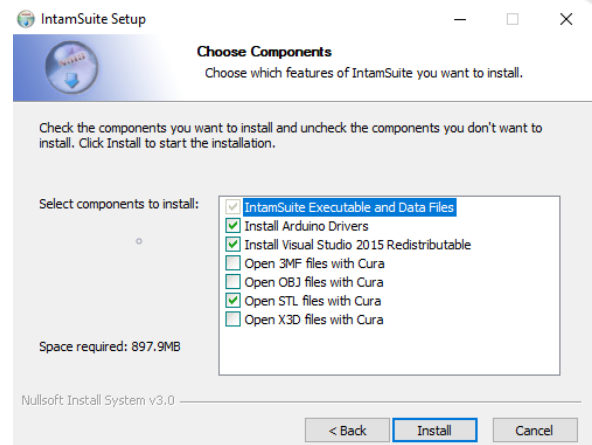 IntamSuite Setup
Choose Components
Choose which features of IntamSuite you want to install.
Check the components you want to install and uncheck the components you don't want to
install. Click Install to start the installation.
Select components to install:
IntamSuite Executable and Data Files
Install Arduino Drivers
Install Visual Studio 2015 Redistributable
Open 3MF files with Cura
Open OBJ files with Cura
Open STL files with Cura
Open X3D files with Cura
Space required: 897.9MB
Nullsoft Install System v3.0
< Back
Install
Cancel